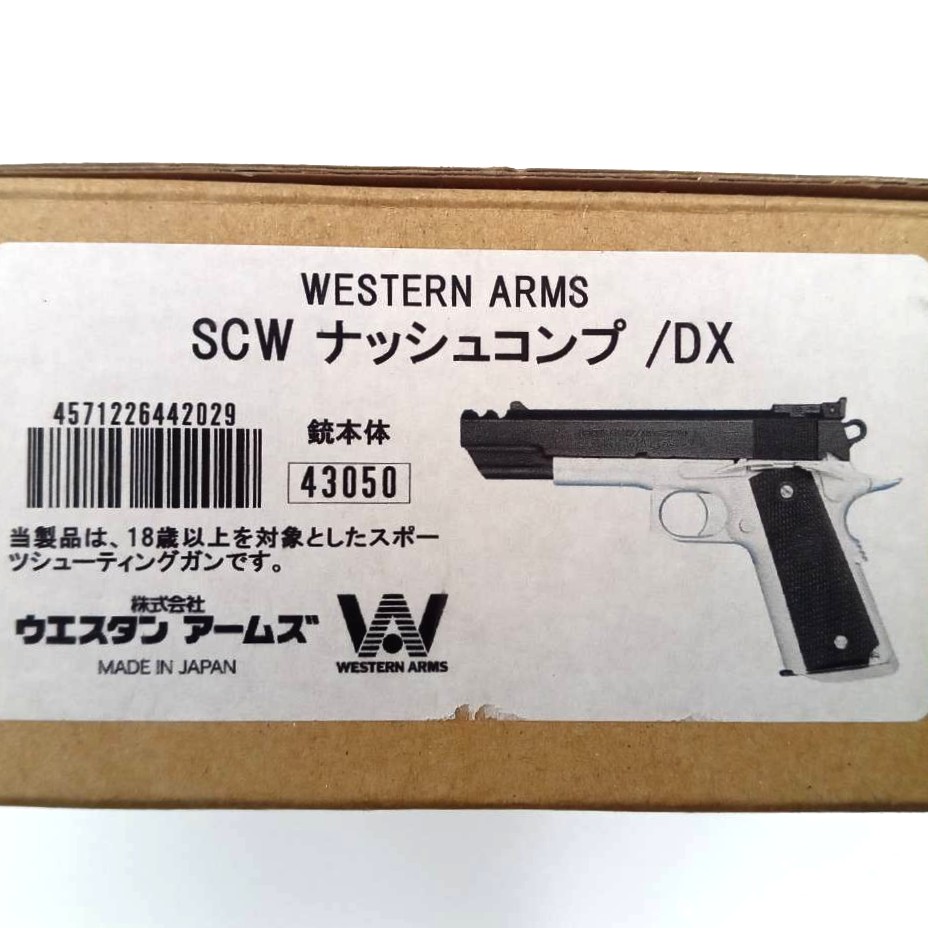 WESTERN ARMS
SCW ナッシュコンプ /DX
4571226442029
銃本体
43050
当製品は、18歳以上を対象としたスポー
ツシューティングガンです。
株式会社
ウエスタン アームズ
MADE IN JAPAN
WA
WESTERN ARMS